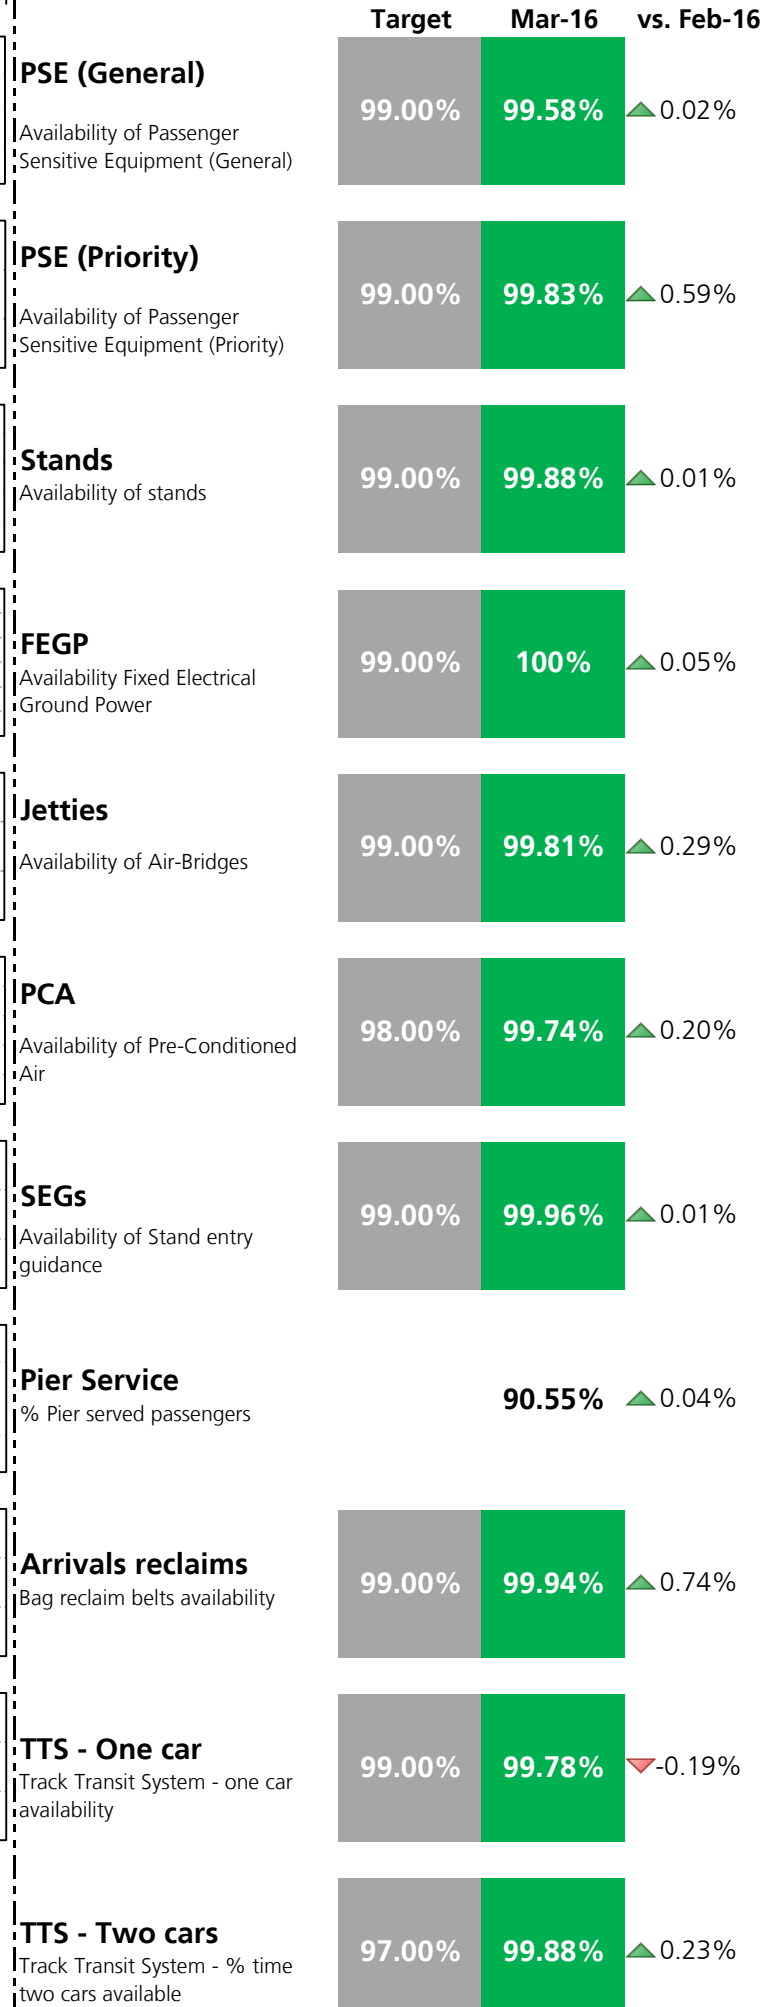 Target Mar-16 vs. Feb-16
PSE (General)
Availability of Passenger
Sensitive Equipment (General)
99.00% 99.58% 0.02%
PSE (Priority)
Availability of Passenger
Sensitive Equipment (Priority)
99.00% 99.83% 0.59%
Stands
Availability of stands
99.00% 99.88% 0.01%
FEGP
Availability Fixed Electrical
Ground Power
99.00% 100% 0.05%
Jetties
Availability of Air-Bridges
99.00% 99.81% 0.29%
PCA
Availability of Pre-Conditioned
Air
98.00% 99.74% 0.20%
SEGs
Availability of Stand entry
guidance
99.00% 99.96% 0.01%
Pier Service
% Pier served passengers
90.55% 0.04%
Arrivals reclaims
Bag reclaim belts availability
99.00% 99.94% 0.74%
TTS - One car
Track Transit System - one car
availability
99.00% 99.78% -0.19%
TTS - Two cars
Track Transit System - % time
two cars available
97.00% 99.88% 0.23%